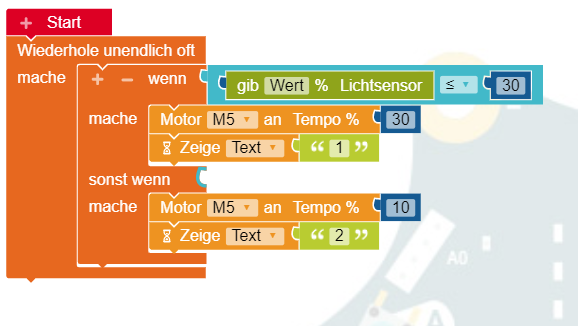 + Start
Wiederhole unendlich oft
mache + − wenn gib Wert % Lichtsensor ≤ 30
mache Motor M5 an Tempo % 30
Zeige Text “ 1 ”
sonst wenn
mache Motor M5 an Tempo % 10
Zeige Text “ 2 ”
A0
A